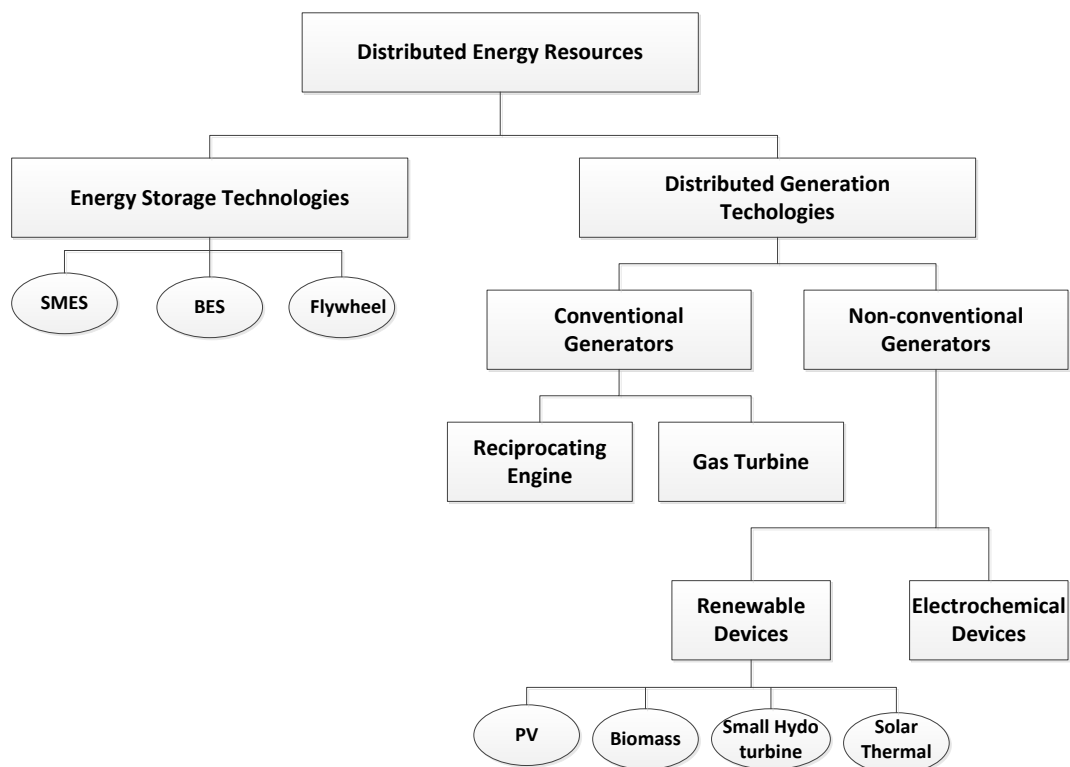 Distributed Energy Resources
Energy Storage Technologies
Distributed Generation
Techologies
SMES
BES
Flywheel
Conventional
Generators
Non-conventional
Generators
Reciprocating
Engine
Gas Turbine
Renewable
Devices
Electrochemical
Devices
PV
Biomass
Small Hydo
turbine
Solar
Thermal